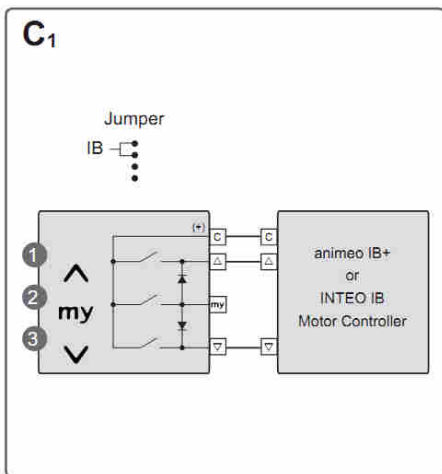 C1
Jumper
IB
(+)
C C
1
△ △
animeo IB+
or
2
my
my
INTEO IB
Motor Controller
3
▽ ▽